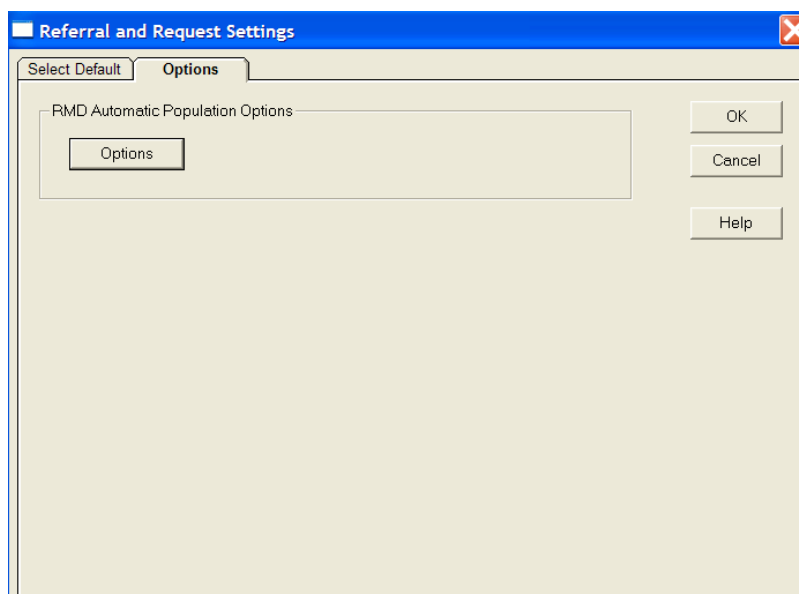 Referral and Request Settings
Select Default
Options
RMD Automatic Population Options
Options
OK
Cancel
Help